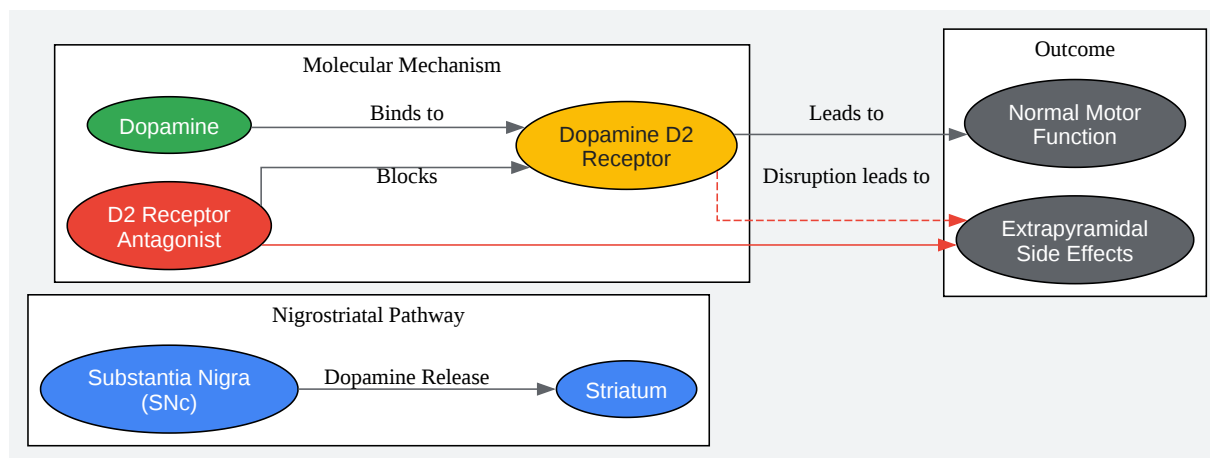 Molecular Mechanism
Dopamine
Binds to
Dopamine D2
Receptor
Blocks
D2 Receptor
Antagonist
Leads to
Disruption leads to
Outcome
Normal Motor
Function
Extrapyramidal
Side Effects
Nigrostriatal Pathway
Substantia Nigra
(SNc)
Dopamine Release
Striatum